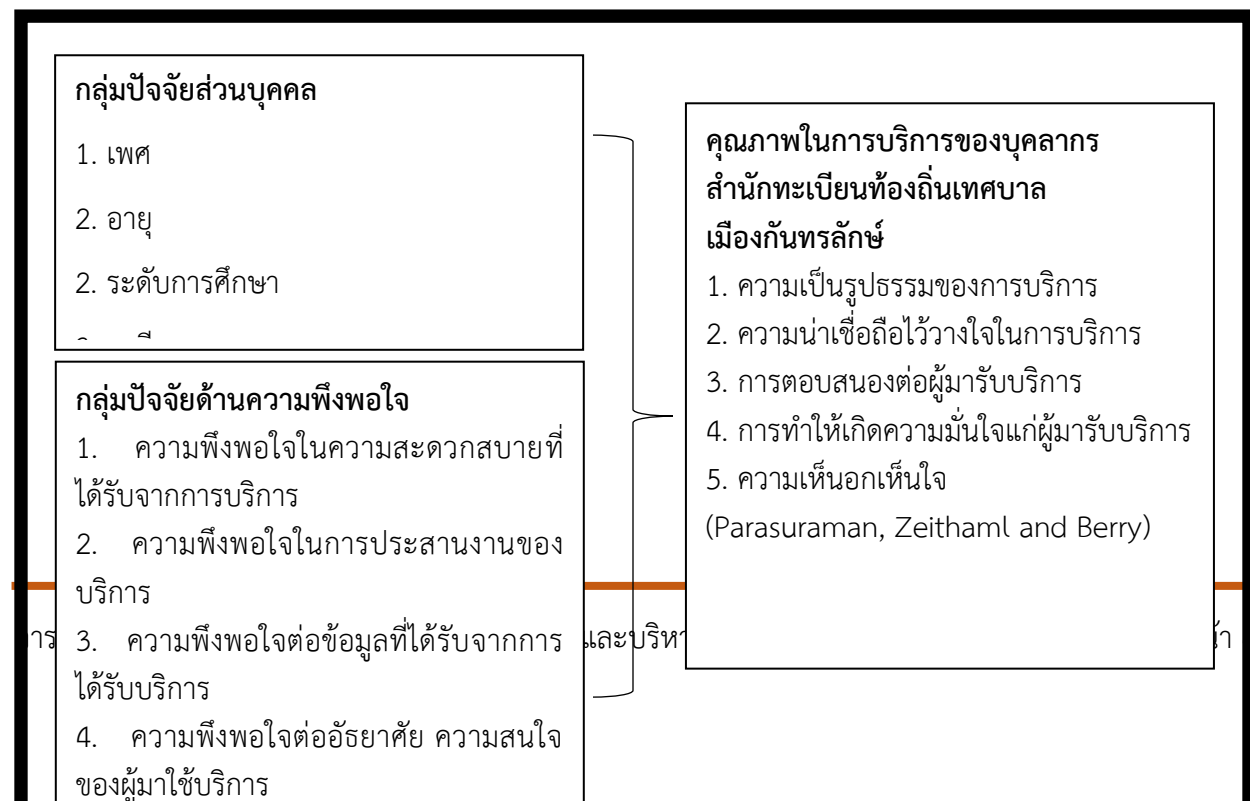 กลุ่มปัจจัยส่วนบุคคล
1. เพศ
2. อายุ
2. ระดับการศึกษา
กลุ่มปัจจัยด้านความพึงพอใจ
1. ความพึงพอใจในความสะดวกสบายที่
ได้รับจากการบริการ
2. ความพึงพอใจในการประสานงานของ
บริการ
3. ความพึงพอใจต่อข้อมูลที่ได้รับจากการ
ได้รับบริการ
4. ความพึงพอใจต่ออัธยาศัย ความสนใจ
ของผู้มาใช้บริการ
คุณภาพในการบริการของบุคลากร
สำนักทะเบียนท้องถิ่นเทศบาล
เมืองกันทรลักษ์
1. ความเป็นรูปธรรมของการบริการ
2. ความน่าเชื่อถือไว้วางใจในการบริการ
3. การตอบสนองต่อผู้มารับบริการ
4. การทำให้เกิดความมั่นใจแก่ผู้มารับบริการ
5. ความเห็นอกเห็นใจ
(Parasuraman, Zeithaml and Berry)